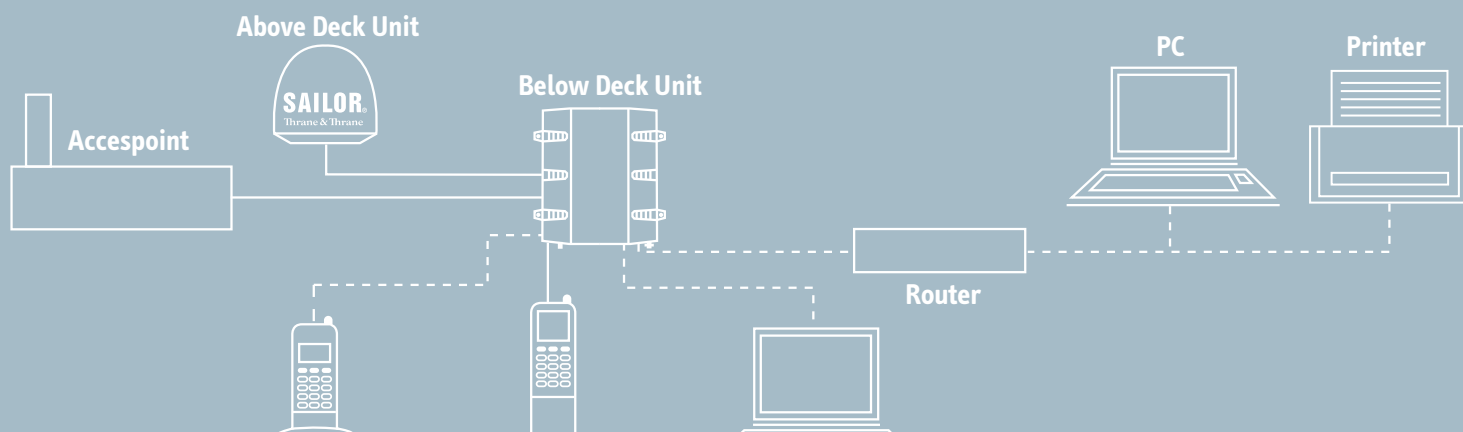 Above Deck Unit
PC
Printer
Below Deck Unit
SAILOR®
Thrane & Thrane
Accespoint
Router